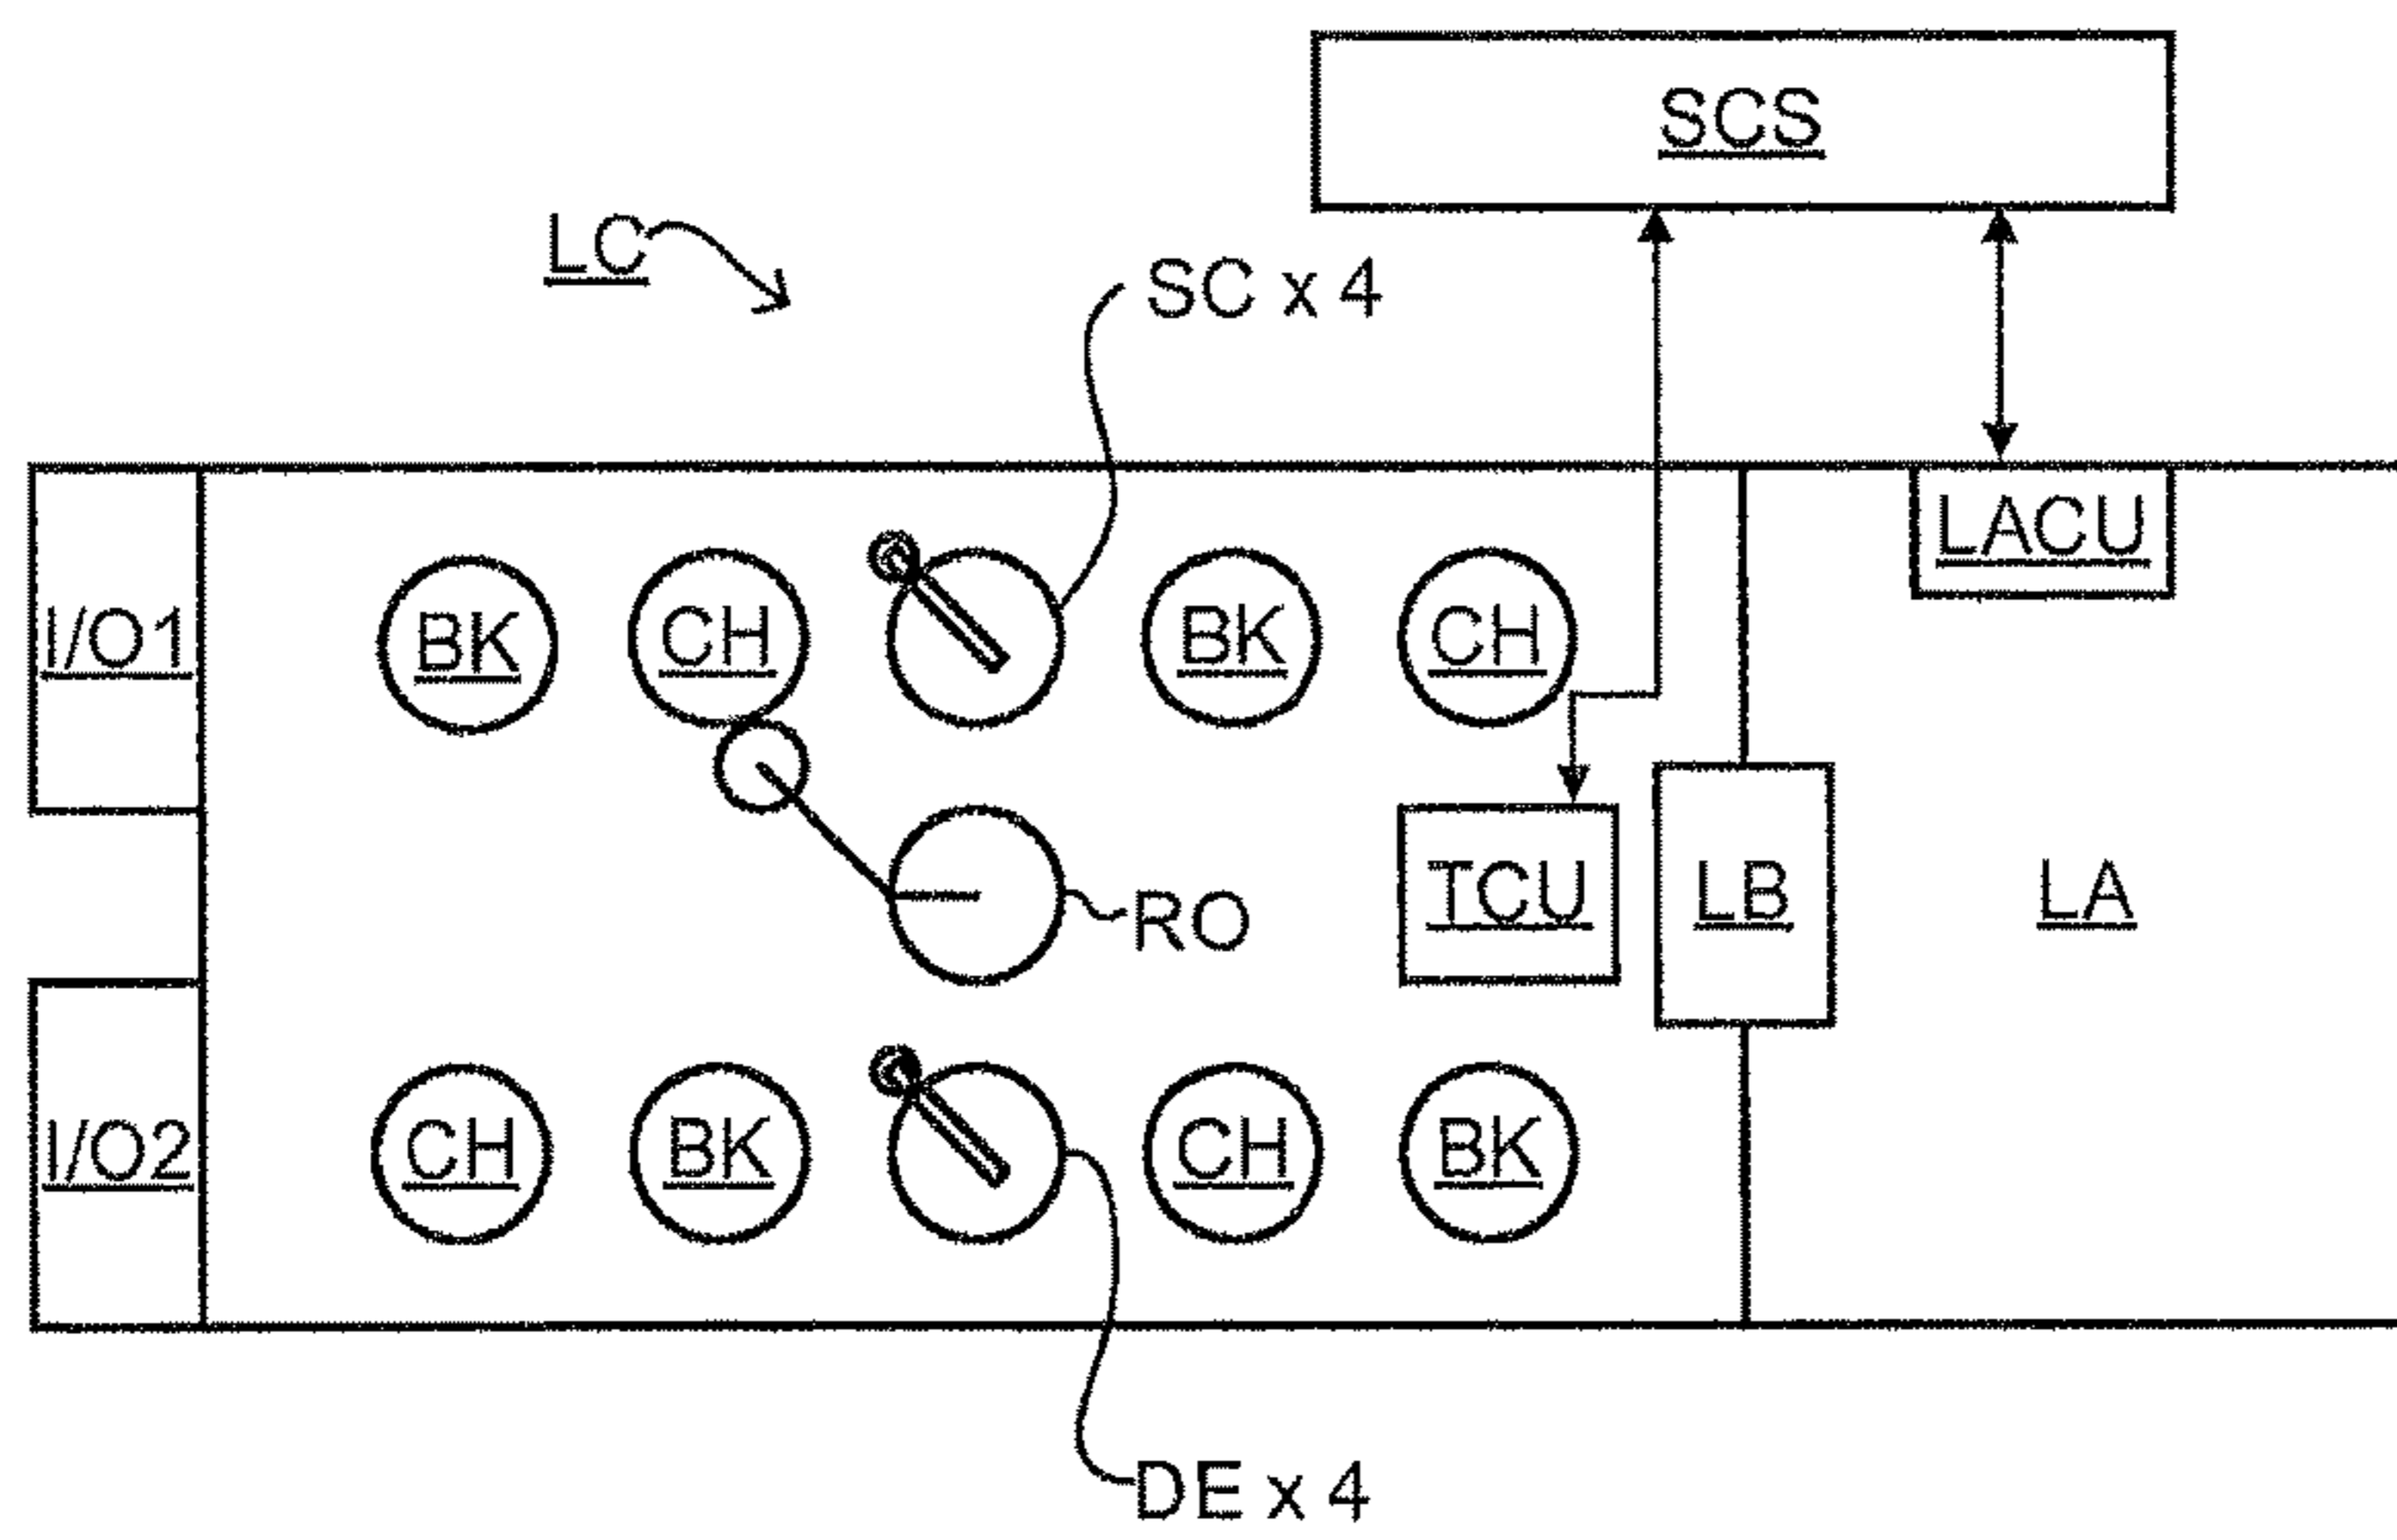 SCS
LC
SC x 4
LACU
I/O1
BK
CH
BK
CH
TCU
LB
LA
RO
I/O2
CH
BK
CH
BK
DE x 4